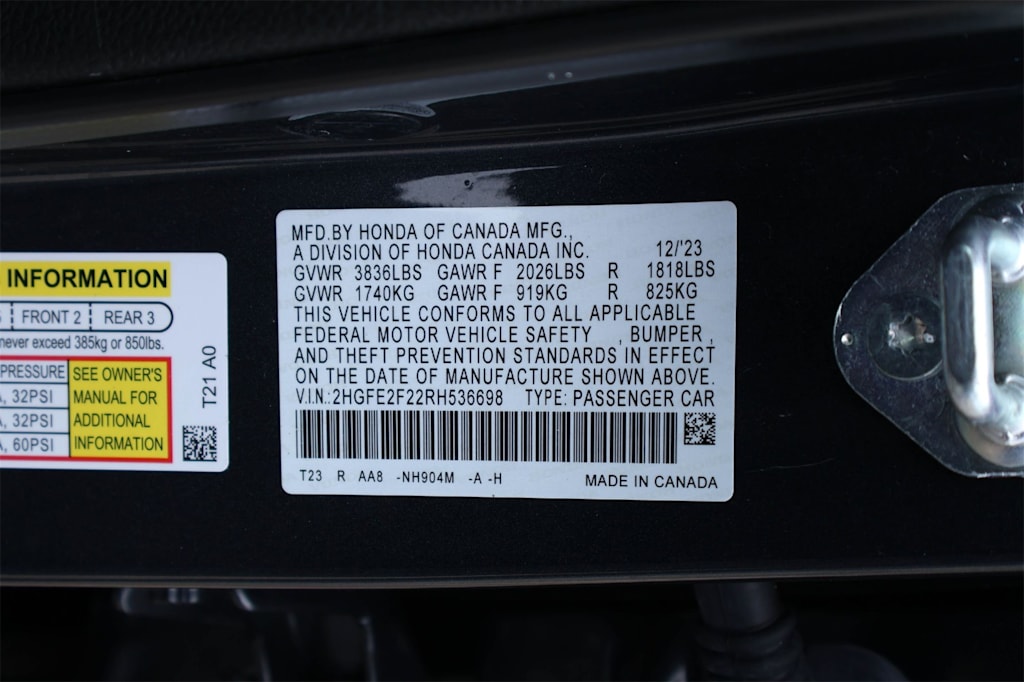 INFORMATION
FRONT 2 REAR 3
never exceed 385kg or 850lbs.
PRESSURE SEE OWNER'S
32PSI MANUAL FOR
32PSI ADDITIONAL
60PSI INFORMATION
T21 A0
MFD.BY HONDA OF CANADA MFG.,
A DIVISION OF HONDA CANADA INC. 12/'23
GVWR 3836LBS GAWR F 2026LBS R 1818LBS
GVWR 1740KG GAWR F 919KG R 825KG
THIS VEHICLE CONFORMS TO ALL APPLICABLE
FEDERAL MOTOR VEHICLE SAFETY , BUMPER ,
AND THEFT PREVENTION STANDARDS IN EFFECT
ON THE DATE OF MANUFACTURE SHOWN ABOVE.
V.I.N.:2HGFE2F22RH536698 TYPE: PASSENGER CAR
T23 R AA8 -NH904M -A -H MADE IN CANADA